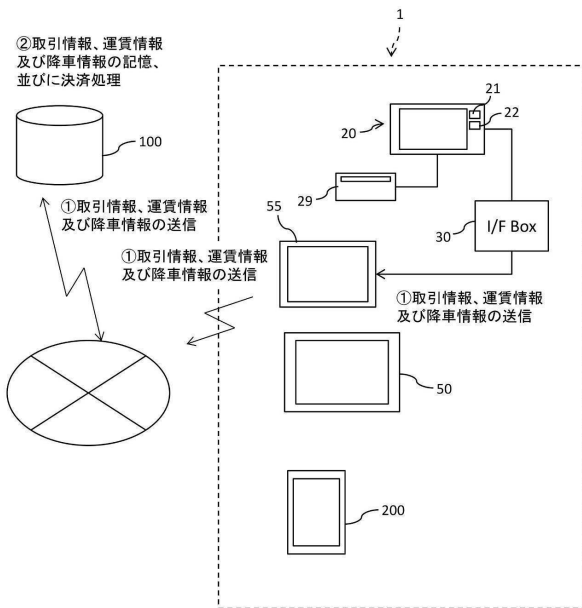 1
②取引情報、運賃情報
及び降車情報の記憶、
並びに決済処理
21
22
20
100
29
①取引情報、運賃情報
及び降車情報の送信
55
30
I/F Box
①取引情報、運賃情報
及び降車情報の送信
①取引情報、運賃情報
及び降車情報の送信
50
200